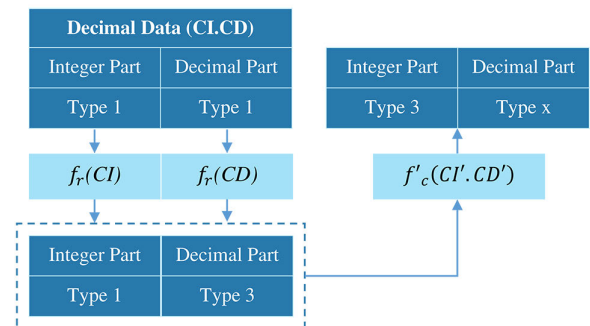 Decimal Data (CI.CD)
Integer Part Decimal Part
Type 1 Type 1
f_r(CI) f_r(CD)
Integer Part Decimal Part
Type 1 Type 3
Integer Part Decimal Part
Type 3 Type x
f'_c(CI'.CD')